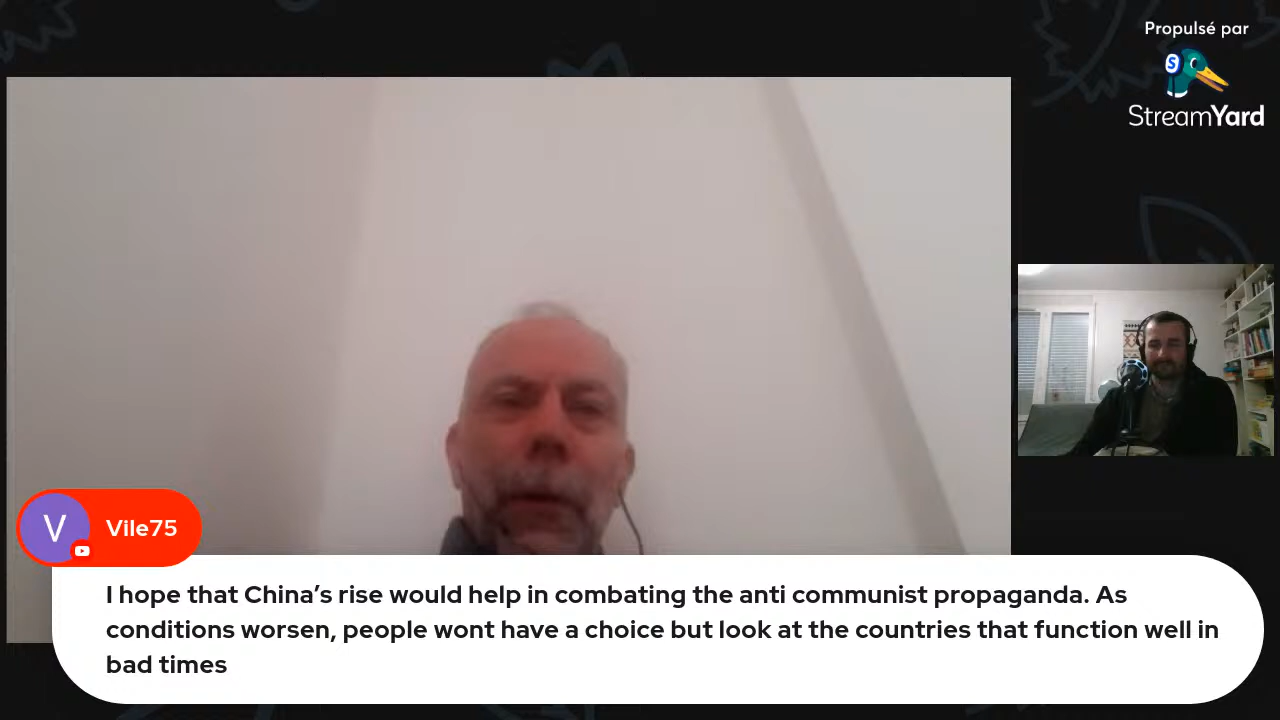 Propulsé par
StreamYard
V
Vile75
I hope that China’s rise would help in combating the anti communist propaganda. As
conditions worsen, people wont have a choice but look at the countries that function well in
bad times